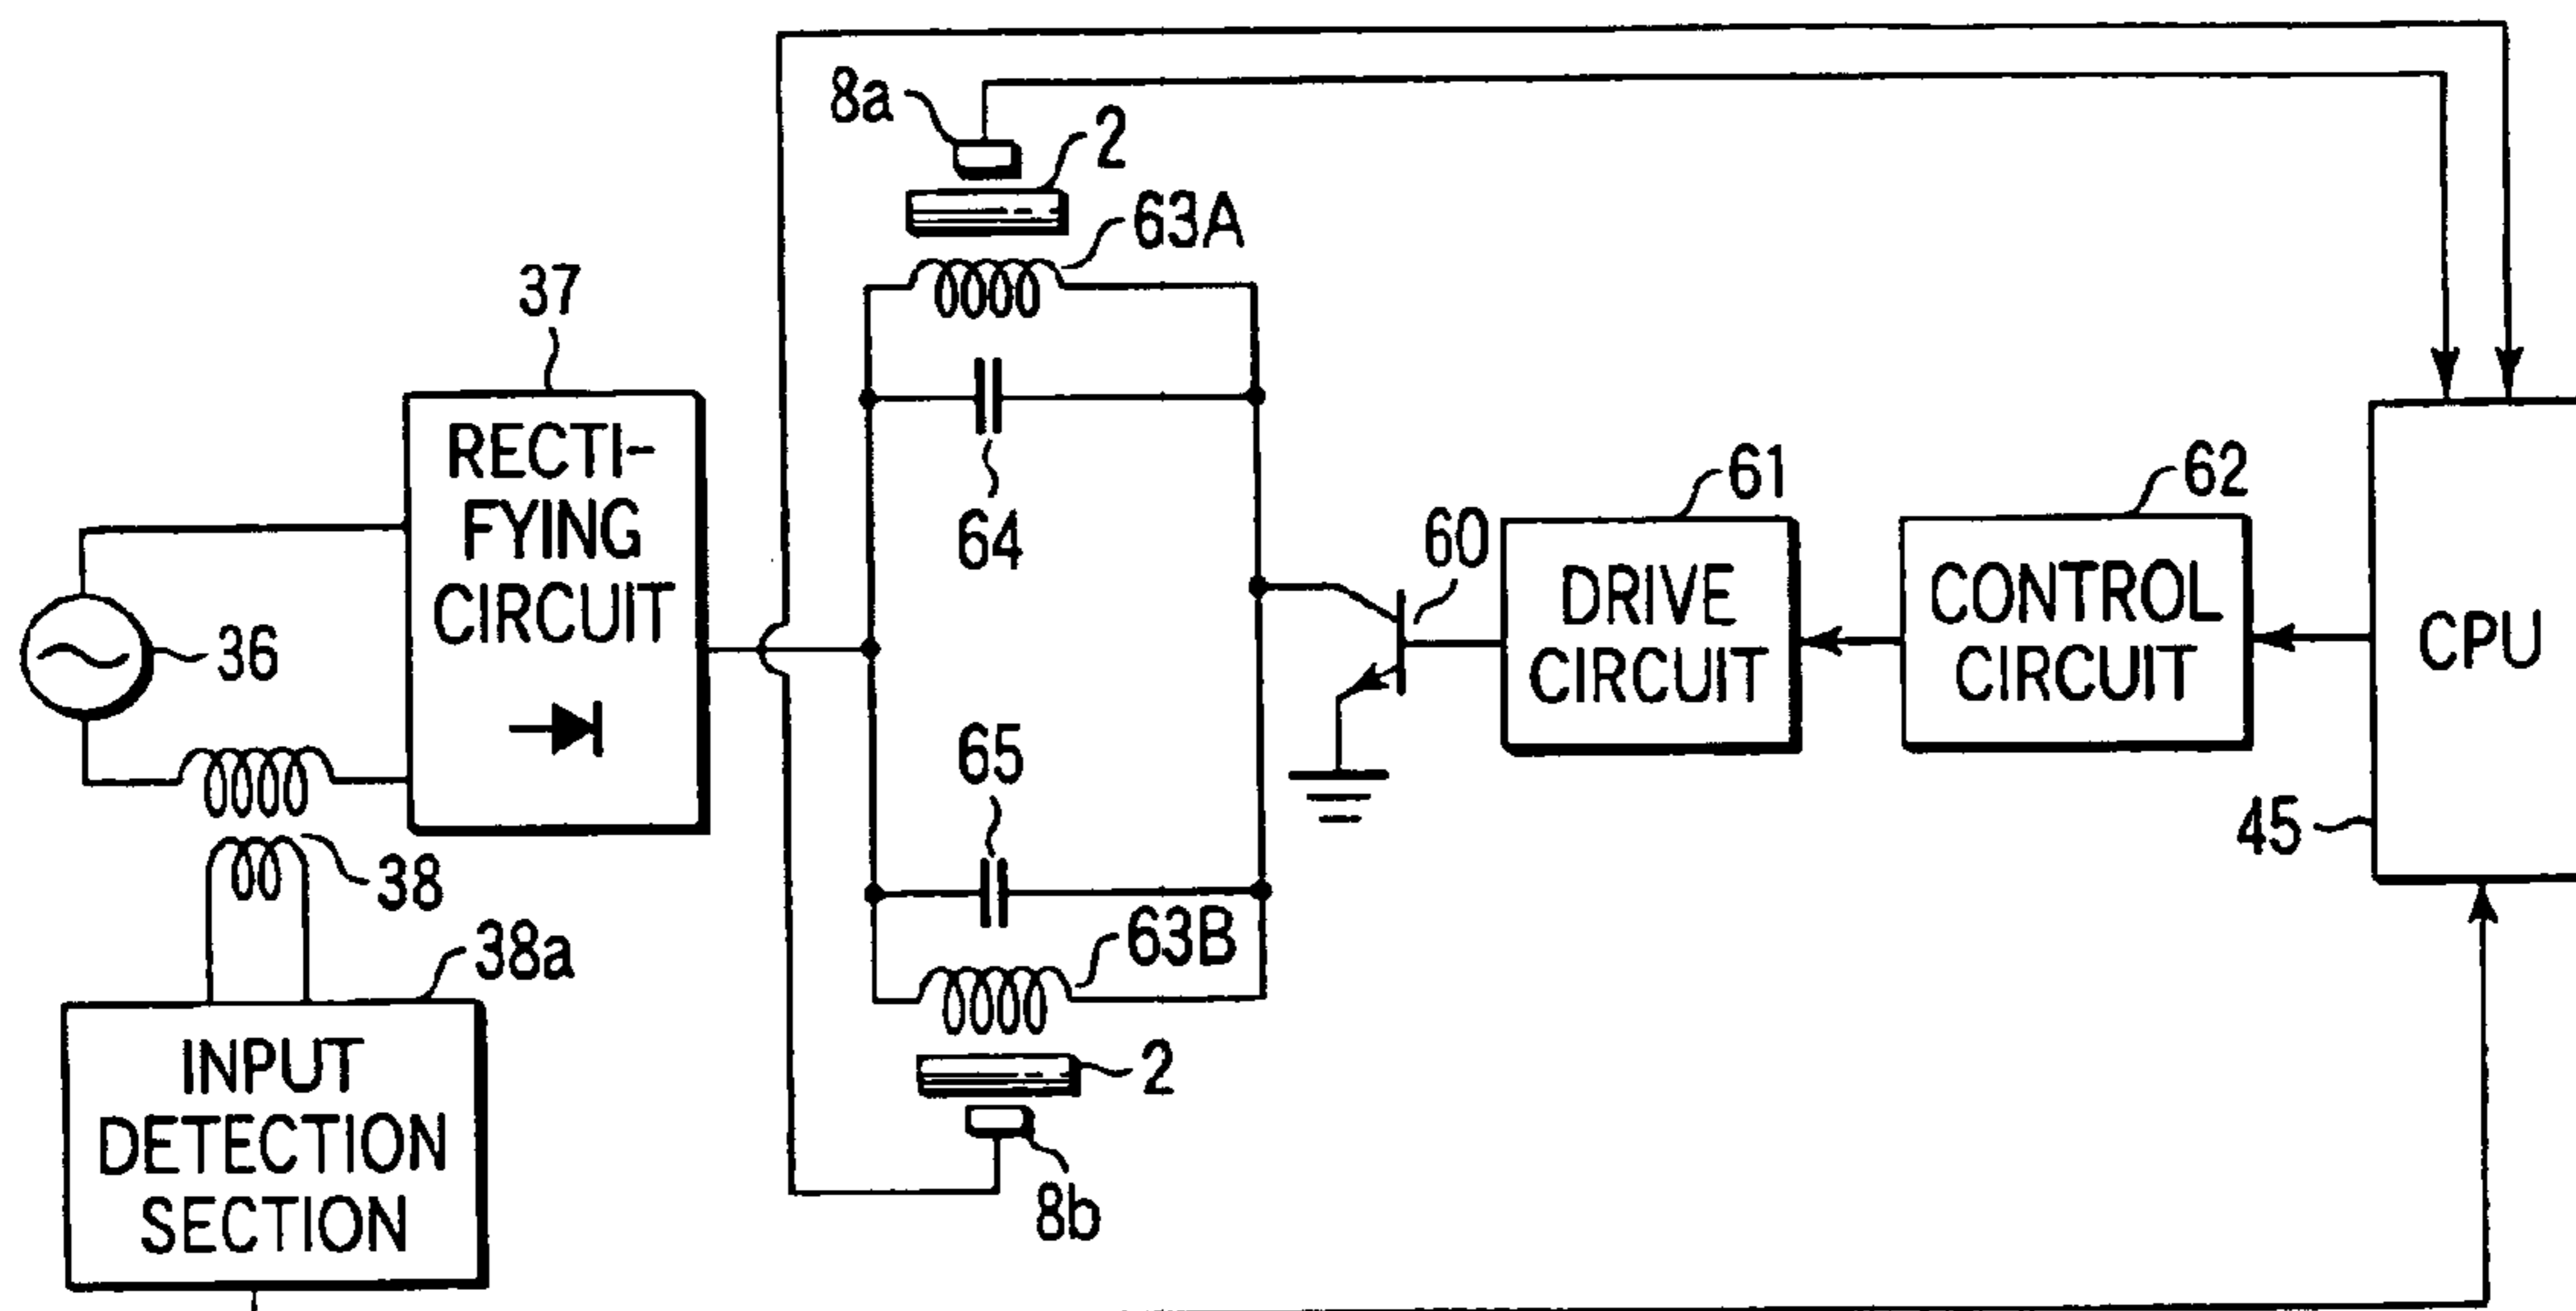 8a
2
63A
37
RECTI-
FYING
CIRCUIT
64
61
62
60
DRIVE
CIRCUIT
CONTROL
CIRCUIT
CPU
36
65
45
38
63B
38a
2
INPUT
DETECTION
SECTION
8b